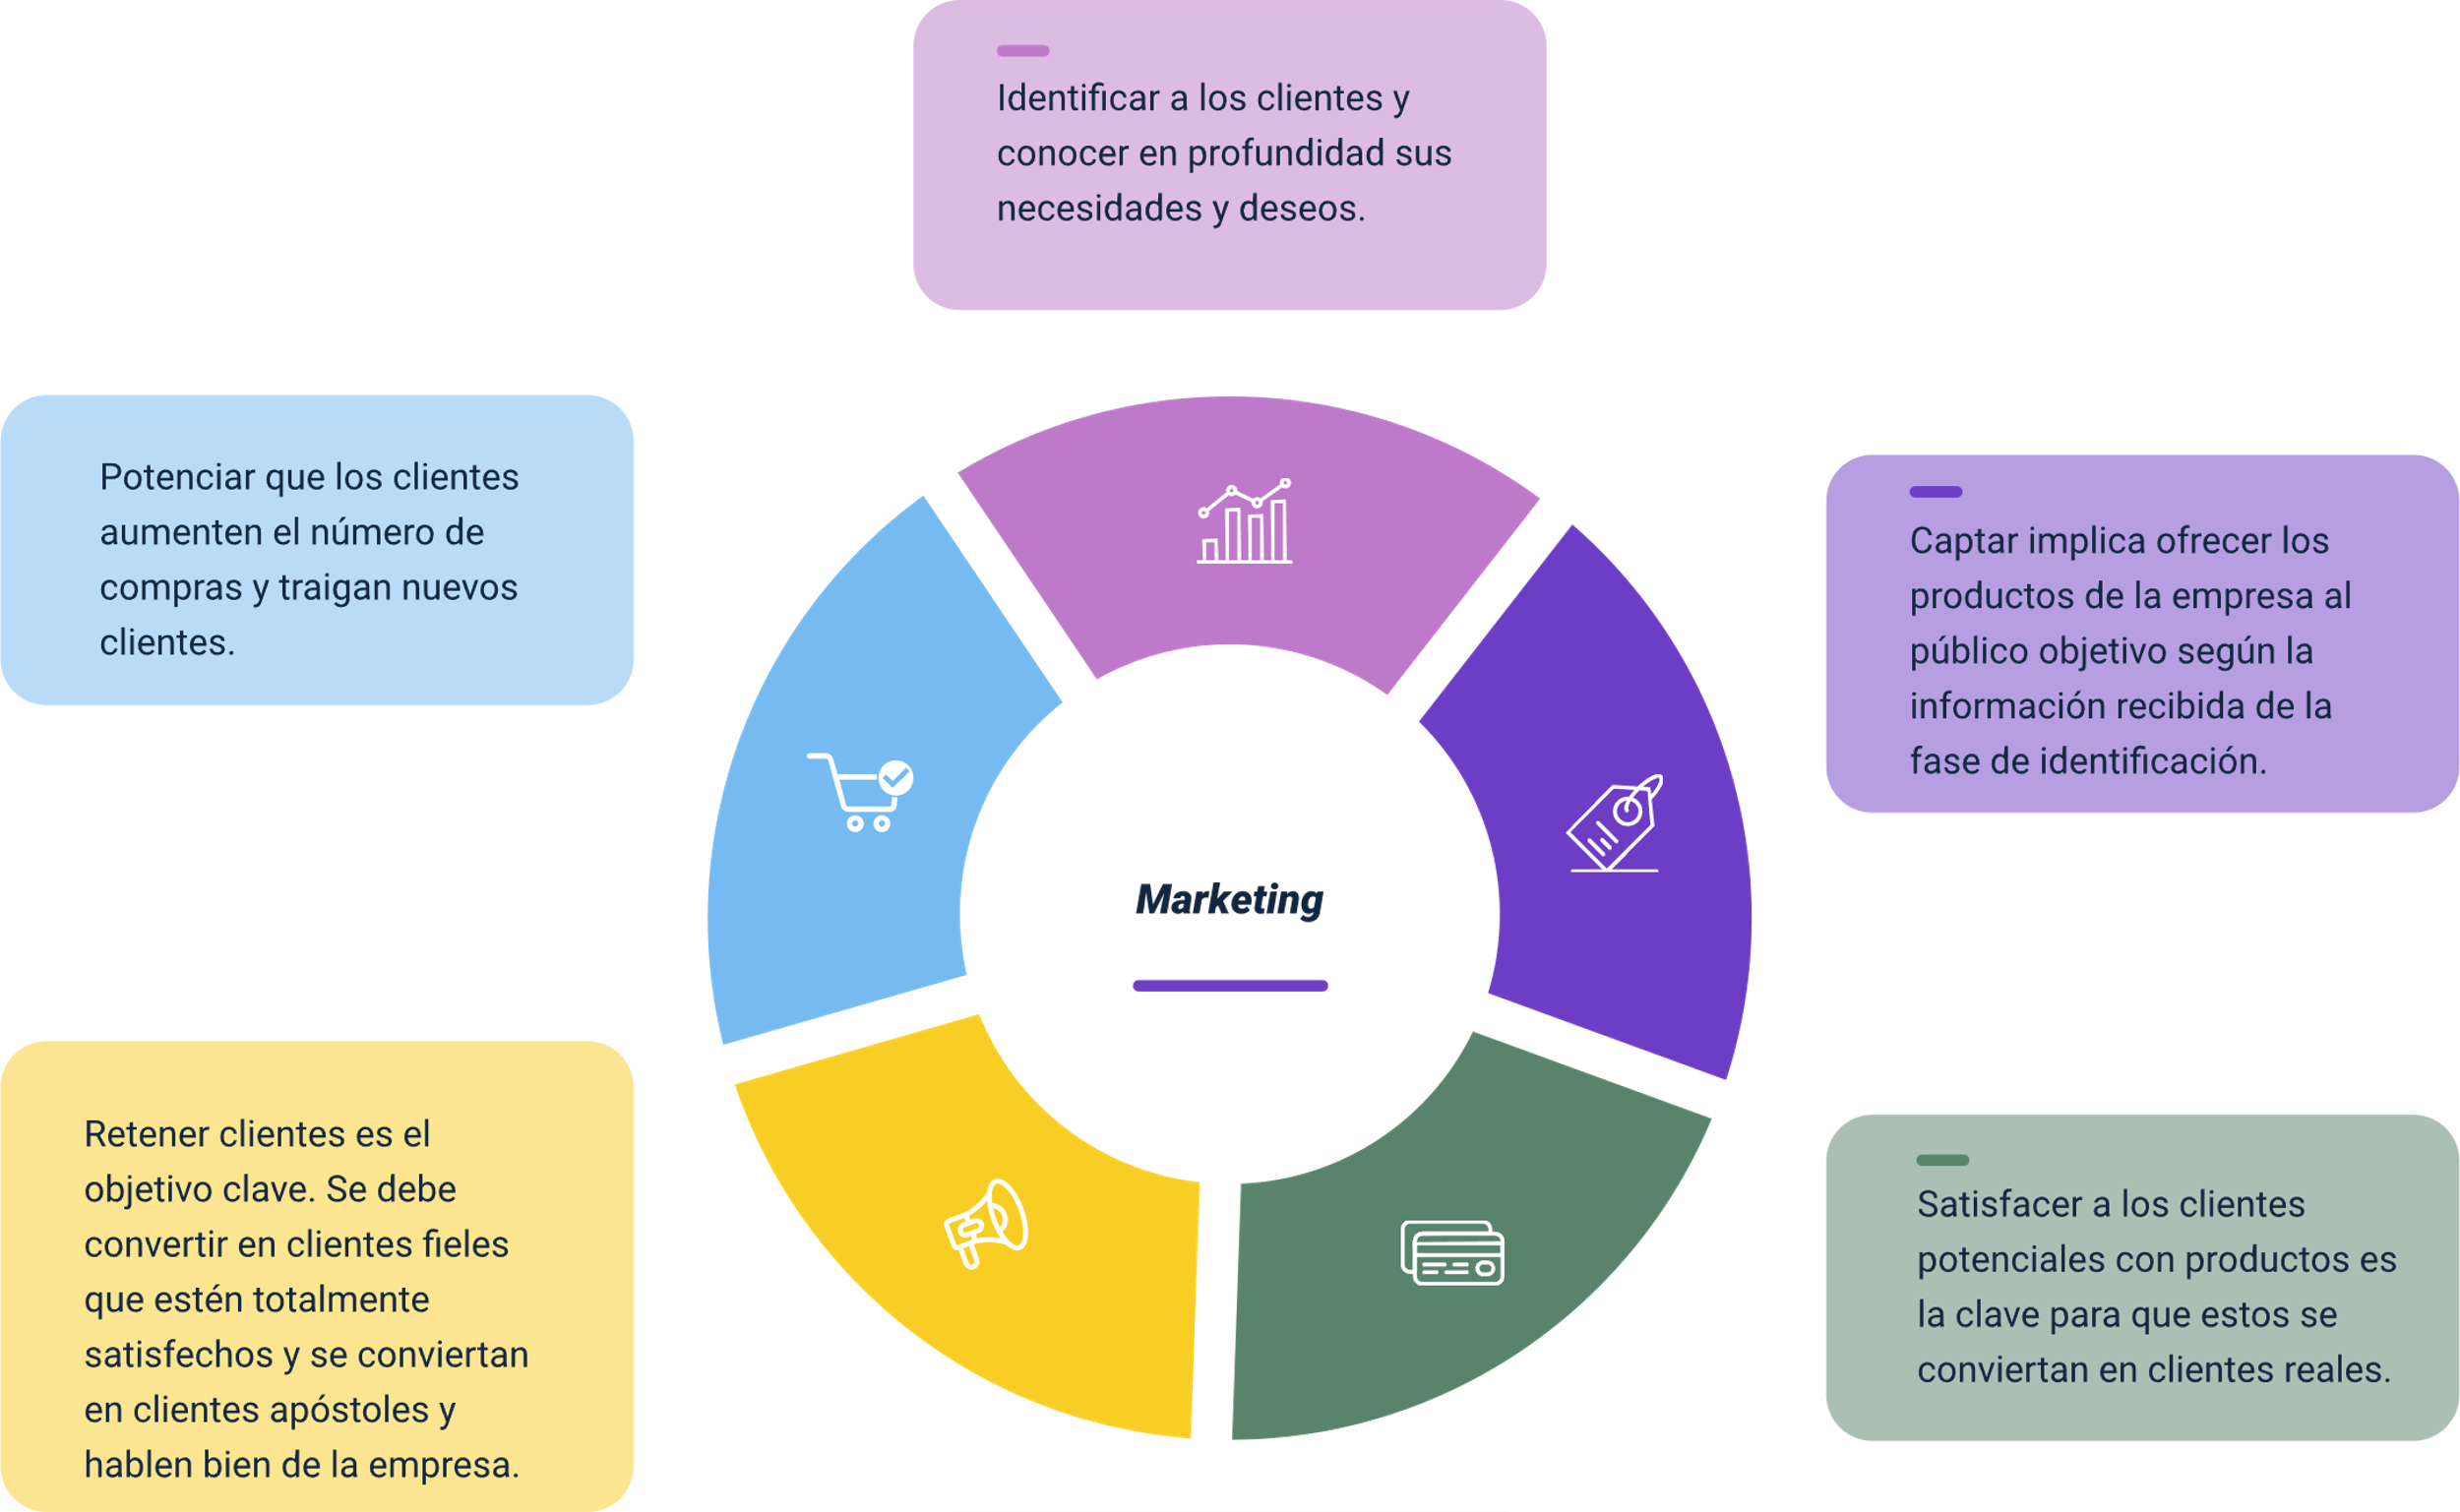 Identificar a los clientes y
conocer en profundidad sus
necesidades y deseos.
Potenciar que los clientes
aumenten el número de
compras y traigan nuevos
clientes.
Captar implica ofrecer los
productos de la empresa al
público objetivo según la
información recibida de la
fase de identificación.
Marketing
Retener clientes es el
objetivo clave. Se debe
convertir en clientes fieles
que estén totalmente
satisfechos y se conviertan
en clientes apóstoles y
hablen bien de la empresa.
Satisfacer a los clientes
potenciales con productos es
la clave para que estos se
conviertan en clientes reales.